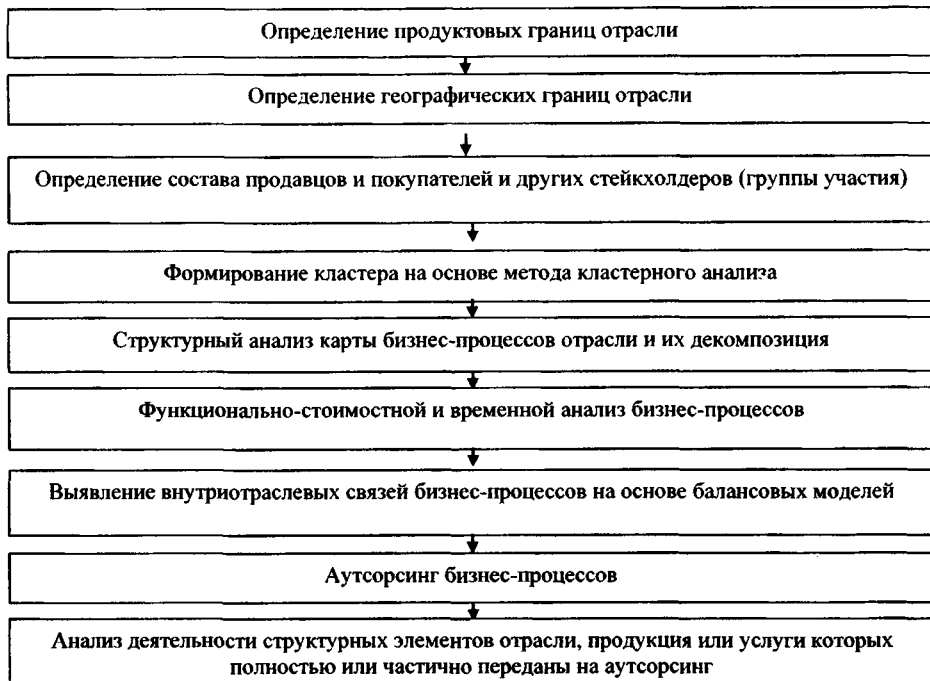 Определение продуктовых границ отрасли
Определение географических границ отрасли
Определение состава продавцов и покупателей и других стейкхолдеров (группы участия)
Формирование кластера на основе метода кластерного анализа
Структурный анализ карты бизнес-процессов отрасли и их декомпозиция
Функционально-стоимостной и временной анализ бизнес-процессов
Выявление внутриотраслевых связей бизнес-процессов на основе балансовых моделей
Аутсорсинг бизнес-процессов
Анализ деятельности структурных элементов отрасли, продукция или услуги которых
полностью или частично переданы на аутсорсинг